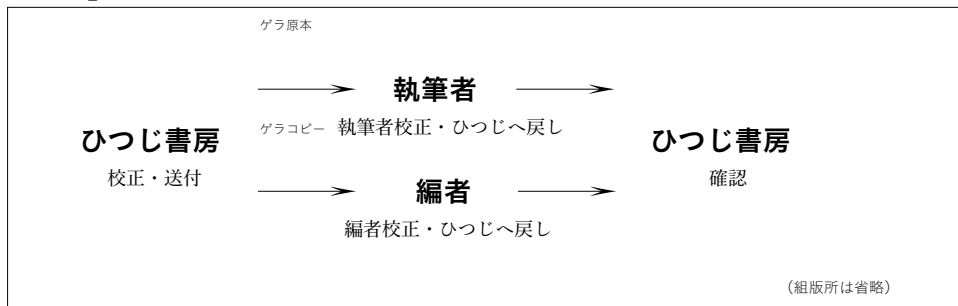 ゲラ原本
執筆者
ゲラコピー 執筆者校正・ひつじへ戻し
ひつじ書房
校正・送付
編者
編者校正・ひつじへ戻し
ひつじ書房
確認
（組版所は省略）